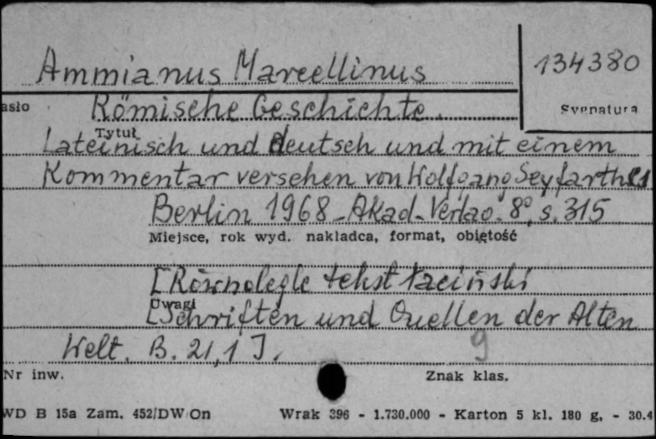 Ammianus Marcellinus
134380
asło
Römische Geschichte.
Sygnatura
Tytuł
Lateinisch und deutsch und mit einem
Kommentar versehen von Wolfgang Seyfarth.
Berlin 1968 - Akad-Verlag. 8°, s. 315
Miejsce, rok wyd. nakładca, format, objętość
[Równolegle tekst łaciński
Uwagi
[Schriften und Quellen der Alten
Welt. B. 21,1 ].
9
Nr inw.
Znak klas.
WD B 15a Zam. 452/DW/On Wrak 396 - 1.730.000 - Karton 5 kl. 180 g. - 30.4